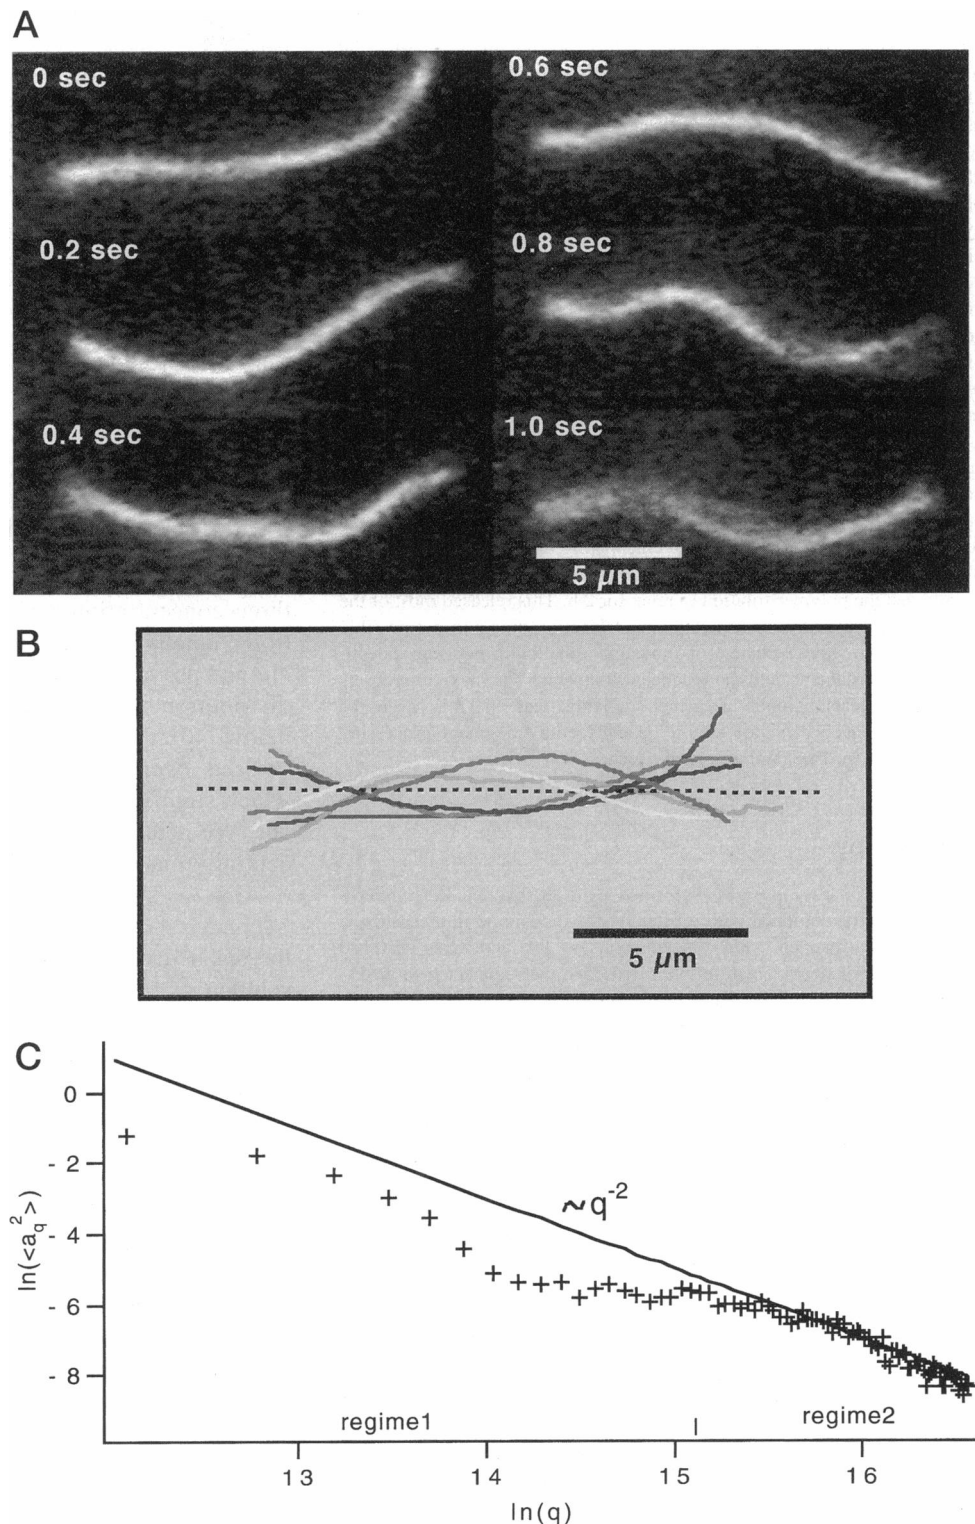 A
0 sec
0.6 sec
0.2 sec
0.8 sec
0.4 sec
1.0 sec
5 µm
B
5 µm
C
0
- 2
- 4
- 6
- 8
ln(<a_q^2>)
~q^-2
regime1
regime2
13
14
15
16
ln(q)